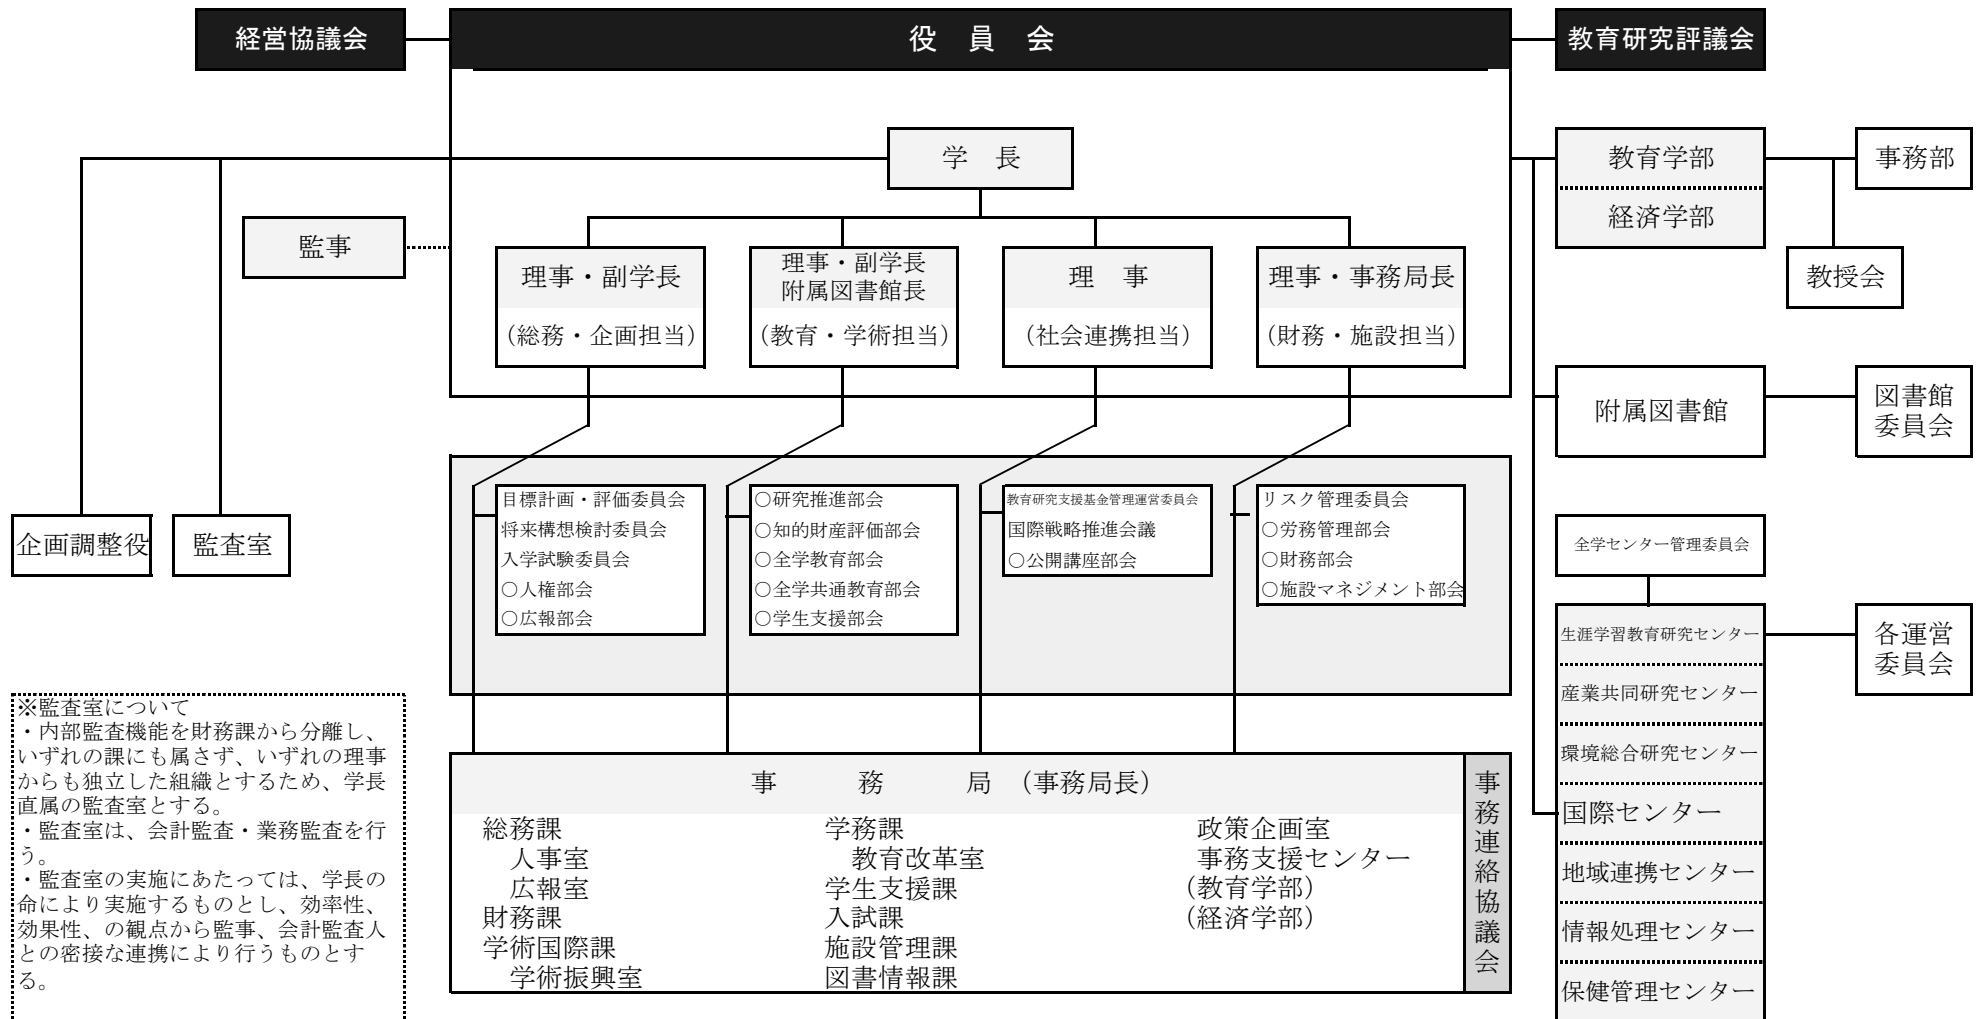 経営協議会
役 員 会
教育研究評議会
学 長
監事
理事・副学長
（総務・企画担当）
理事・副学長
附属図書館長
（教育・学術担当）
理 事
（社会連携担当）
理事・事務局長
（財務・施設担当）
教育学部
経済学部
事務部
教授会
附属図書館
図書館
委員会
企画調整役
監査室
目標計画・評価委員会
将来構想検討委員会
入学試験委員会
○人権部会
○広報部会
○研究推進部会
○知的財産評価部会
○全学教育部会
○全学共通教育部会
○学生支援部会
教育研究支援基金管理運営委員会
国際戦略推進会議
○公開講座部会
リスク管理委員会
○労務管理部会
○財務部会
○施設マネジメント部会
全学センター管理委員会
生涯学習教育研究センター
産業共同研究センター
環境総合研究センター
国際センター
地域連携センター
情報処理センター
保健管理センター
各運営
委員会
※監査室について
・内部監査機能を財務課から分離し、
いずれの課にも属さず、いずれの理事
からも独立した組織とするため、学長
直属の監査室とする。
・監査室は、会計監査・業務監査を行
う。
・監査室の実施にあたっては、学長の
命により実施するものとし、効率性、
効果性、の観点から監事、会計監査人
との密接な連携により行うものとす
る。
事 務 局 （事務局長）
総務課
人事室
広報室
財務課
学術国際課
学術振興室
学務課
教育改革室
学生支援課
入試課
施設管理課
図書情報課
政策企画室
事務支援センター
（教育学部）
（経済学部）
事務連絡協議会